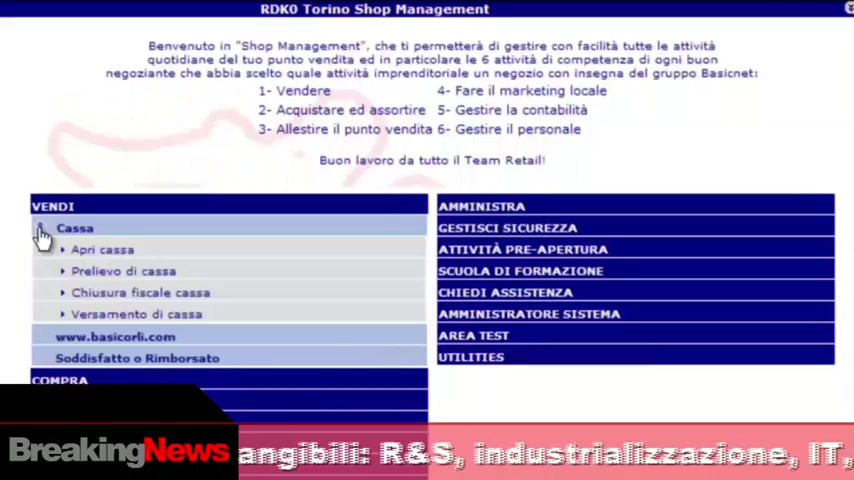 RDK0 Torino Shop Management
Benvenuto in "Shop Management", che ti permetterà di gestire con facilità tutte le attività
quotidiane del tuo punto vendita ed in particolare le 6 attività di competenza di ogni buon
negoziante che abbia scelto quale attività imprenditoriale un negozio con insegna del gruppo Basicnet:
1- Vendere 4- Fare il marketing locale
2- Acquistare ed assortire 5- Gestire la contabilità
3- Allestire il punto vendita 6- Gestire il personale
Buon lavoro da tutto il Team Retail!
VENDI
Cassa
Apri cassa
Prelievo di cassa
Chiusura fiscale cassa
Versamento di cassa
www.basicorli.com
Soddisfatto o Rimborsato
COMPRA
AMMINISTRA
GESTISCI SICUREZZA
ATTIVITÀ PRE-APERTURA
SCUOLA DI FORMAZIONE
CHIEDI ASSISTENZA
AMMINISTRATORE SISTEMA
AREA TEST
UTILITIES
BreakingNews angibili: R&S, industrializzazione, IT,